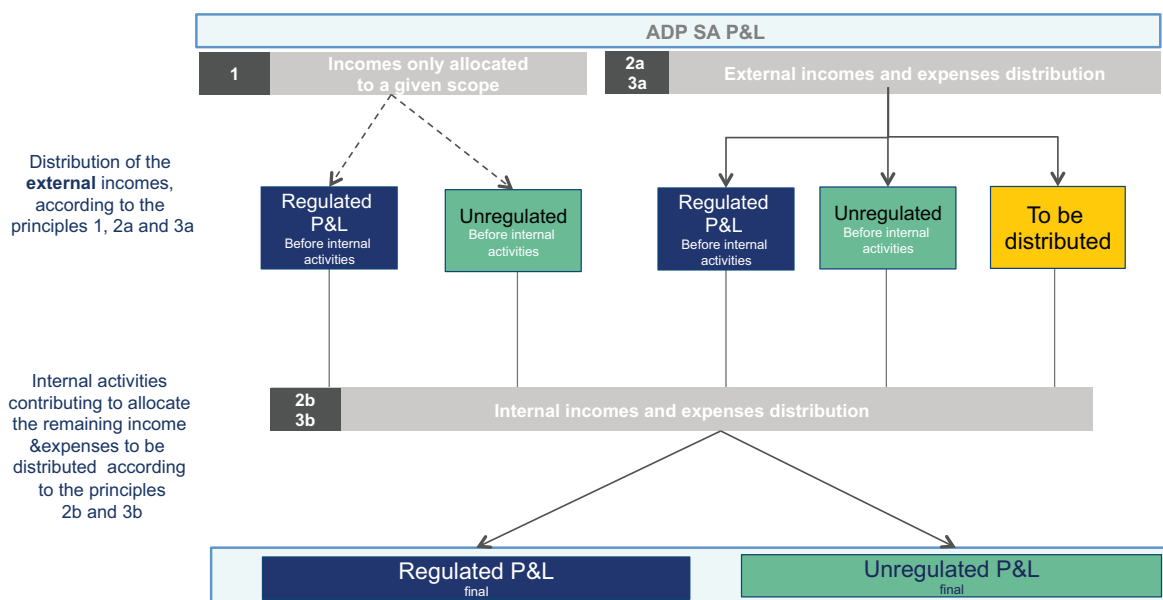 ADP SA P&L
1
Incomes only allocated
to a given scope
2a
3a
External incomes and expenses distribution
Distribution of the
external incomes,
according to the
principles 1, 2a and 3a
Regulated
P&L
Before internal
activities
Unregulated
Before internal
activities
Regulated
P&L
Before internal
activities
Unregulated
Before internal
activities
To be
distributed
Internal activities
contributing to allocate
the remaining income
&expenses to be
distributed according
to the principles
2b and 3b
2b
3b
Internal incomes and expenses distribution
Regulated P&L
final
Unregulated P&L
final